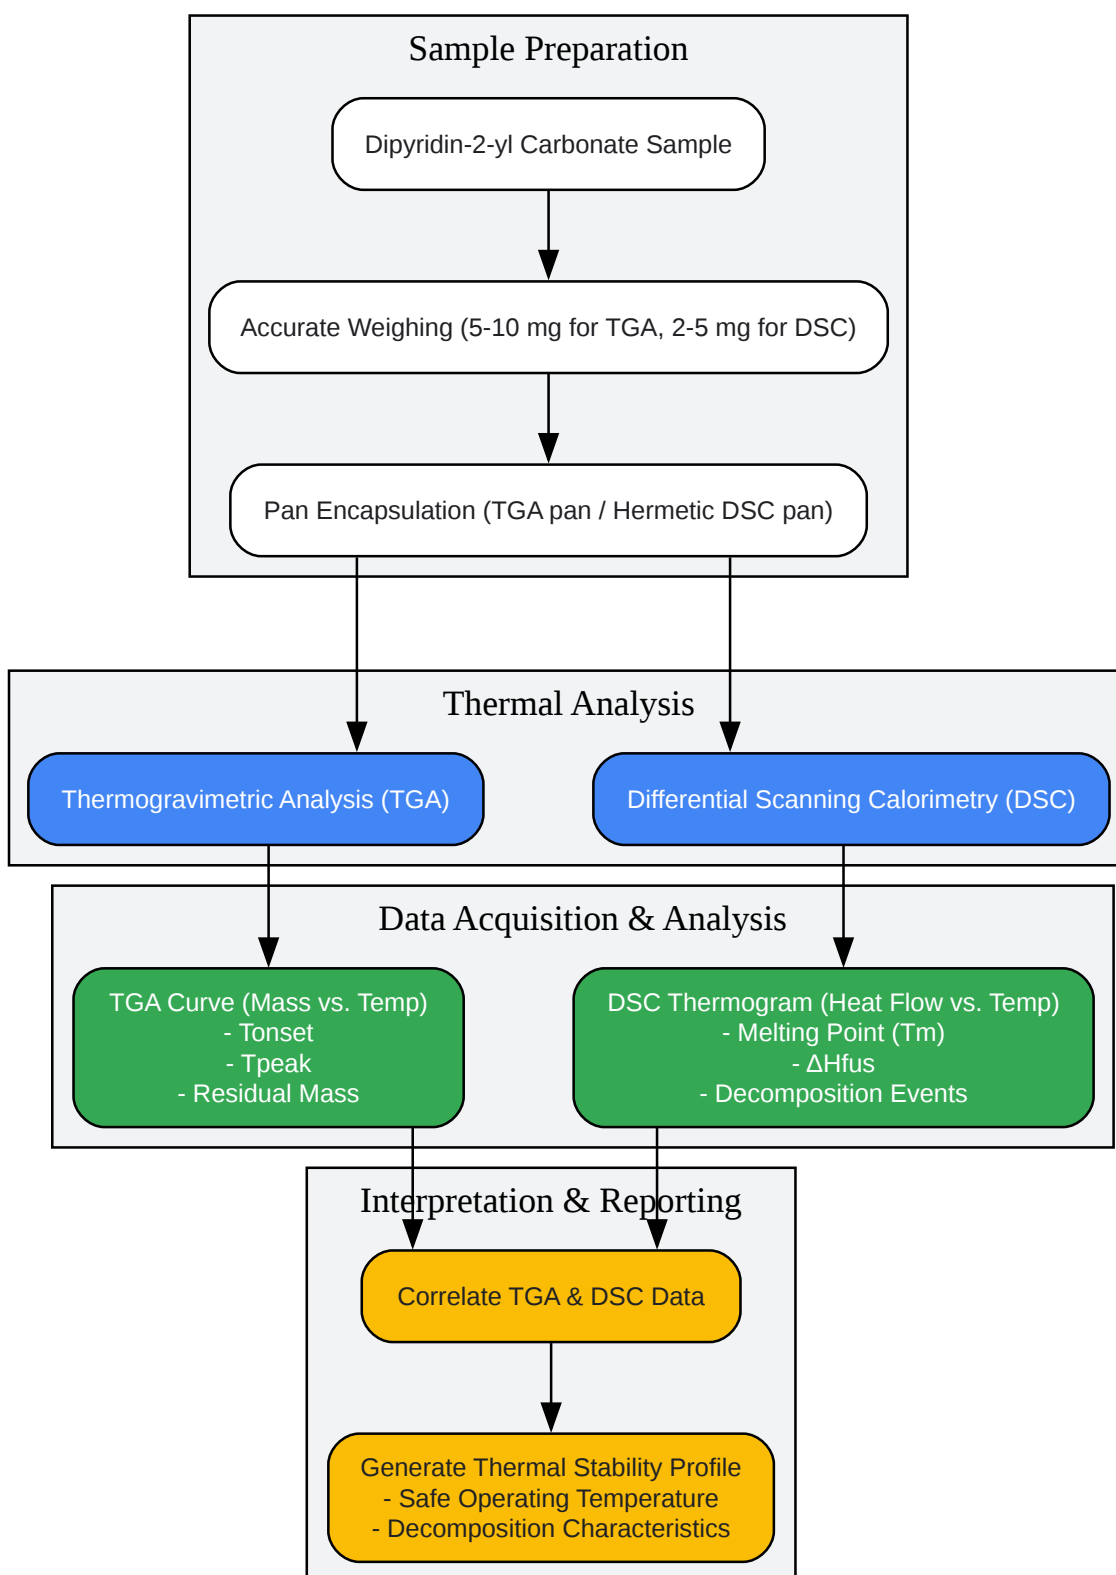 Sample Preparation
Dipyridin-2-yl Carbonate Sample
Accurate Weighing (5-10 mg for TGA, 2-5 mg for DSC)
Pan Encapsulation (TGA pan / Hermetic DSC pan)
Thermal Analysis
Thermogravimetric Analysis (TGA)
Differential Scanning Calorimetry (DSC)
Data Acquisition & Analysis
TGA Curve (Mass vs. Temp)
- Tonset
- Tpeak
- Residual Mass
DSC Thermogram (Heat Flow vs. Temp)
- Melting Point (Tm)
- ΔHfus
- Decomposition Events
Interpretation & Reporting
Correlate TGA & DSC Data
Generate Thermal Stability Profile
- Safe Operating Temperature
- Decomposition Characteristics